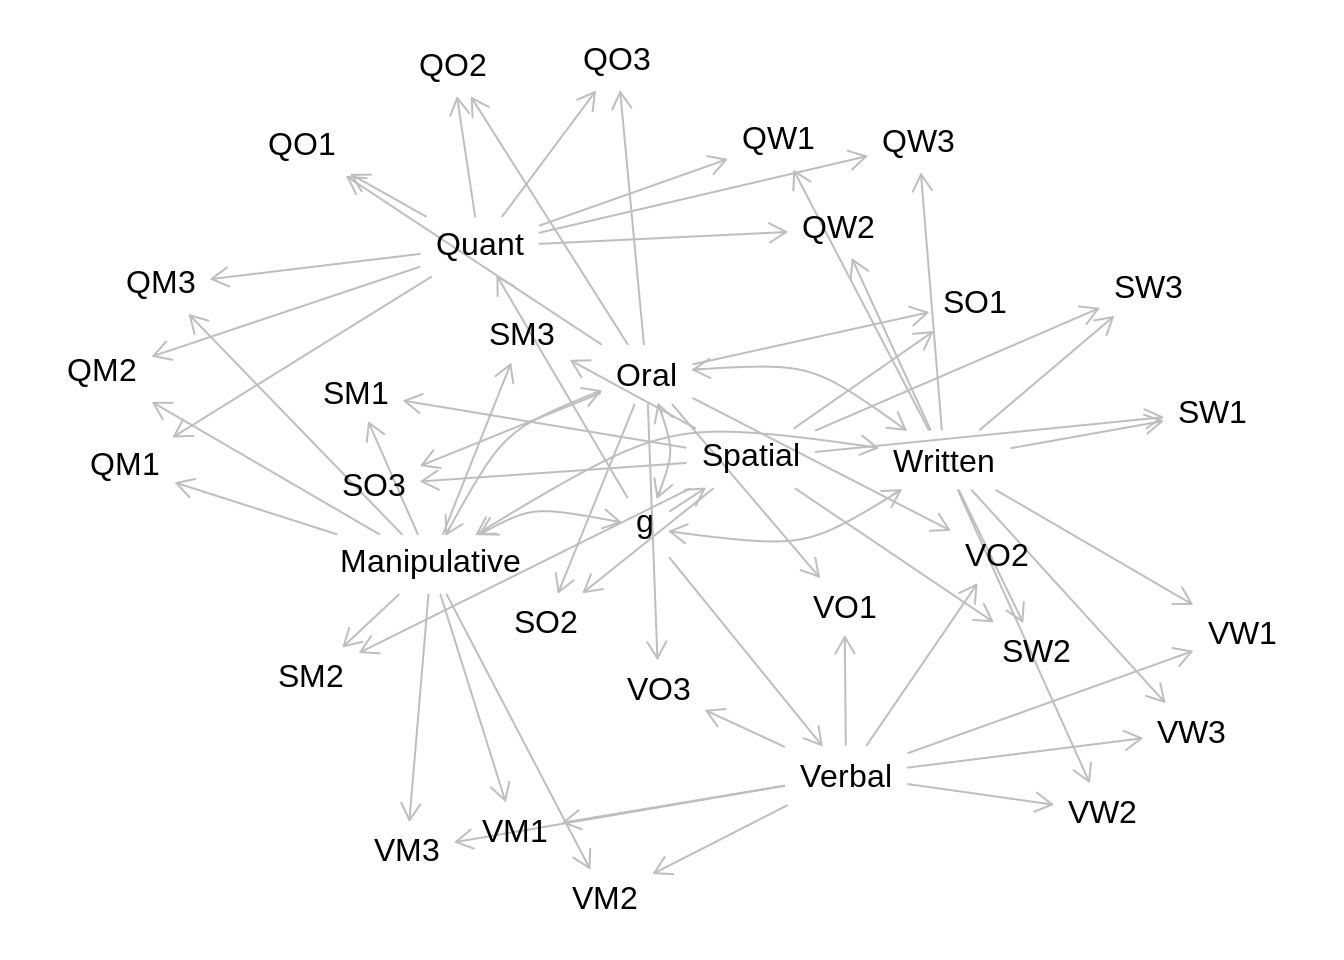 QO3
QO2
QW1
QW3
QO1
QW2
Quant
QM3
SW3
SO1
SM3
QM2
Oral
SM1
SW1
Spatial
Written
QM1
SO3
g
VO2
Manipulative
VO1
SO2
VW1
SW2
SM2
VO3
VW3
Verbal
VW2
VM1
VM3
VM2